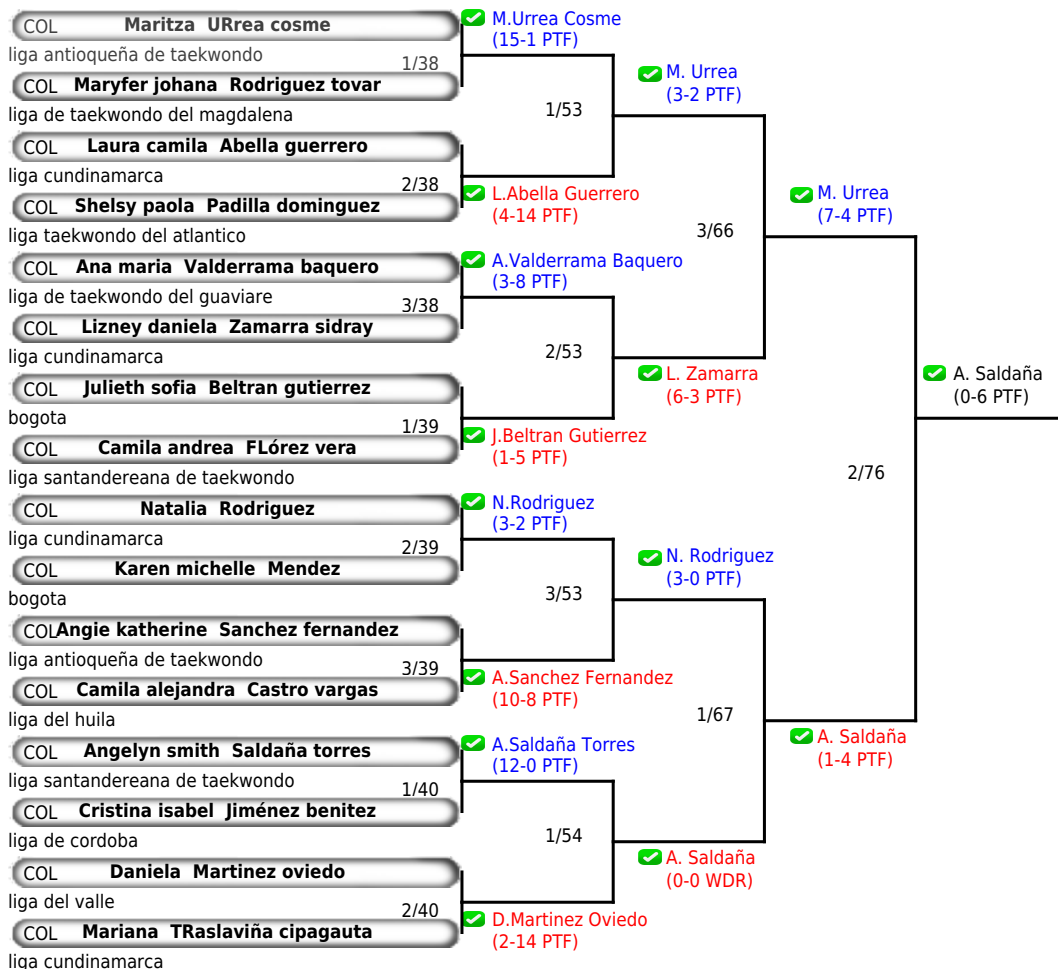 COL Maritza URrea cosme
liga antioqueña de taekwondo
1/38
COL Maryfer johana Rodriguez tovar
liga de taekwondo del magdalena
COL Laura camila Abella guerrero
liga cundinamarca
2/38
COL Shelsy paola Padilla dominguez
liga taekwondo del atlantico
COL Ana maria Valderrama baquero
liga de taekwondo del guaviare
3/38
COL Lizney daniela Zamarra sidray
liga cundinamarca
COL Julieth sofia Beltran gutierrez
bogota
1/39
COL Camila andrea FLórez vera
liga santandereana de taekwondo
COL Natalia Rodriguez
liga cundinamarca
2/39
COL Karen michelle Mendez
bogota
COL Angie katherine Sanchez fernandez
liga antioqueña de taekwondo
3/39
COL Camila alejandra Castro vargas
liga del huila
COL Angelyn smith Saldaña torres
liga santandereana de taekwondo
1/40
COL Cristina isabel Jiménez benitez
liga de cordoba
COL Daniela Martinez oviedo
liga del valle
2/40
COL Mariana TRaslaviña cipagauta
liga cundinamarca
M.Urrea Cosme
(15-1 PTF)
1/53
L.Abella Guerrero
(4-14 PTF)
A.Valderrama Baquero
(3-8 PTF)
2/53
J.Beltran Gutierrez
(1-5 PTF)
N.Rodriguez
(3-2 PTF)
3/53
A.Sanchez Fernandez
(10-8 PTF)
A.Saldaña Torres
(12-0 PTF)
1/54
D.Martinez Oviedo
(2-14 PTF)
M. Urrea
(3-2 PTF)
3/66
L. Zamarra
(6-3 PTF)
N. Rodriguez
(3-0 PTF)
1/67
A. Saldaña
(0-0 WDR)
M. Urrea
(7-4 PTF)
2/76
A. Saldaña
(1-4 PTF)
A. Saldaña
(0-6 PTF)